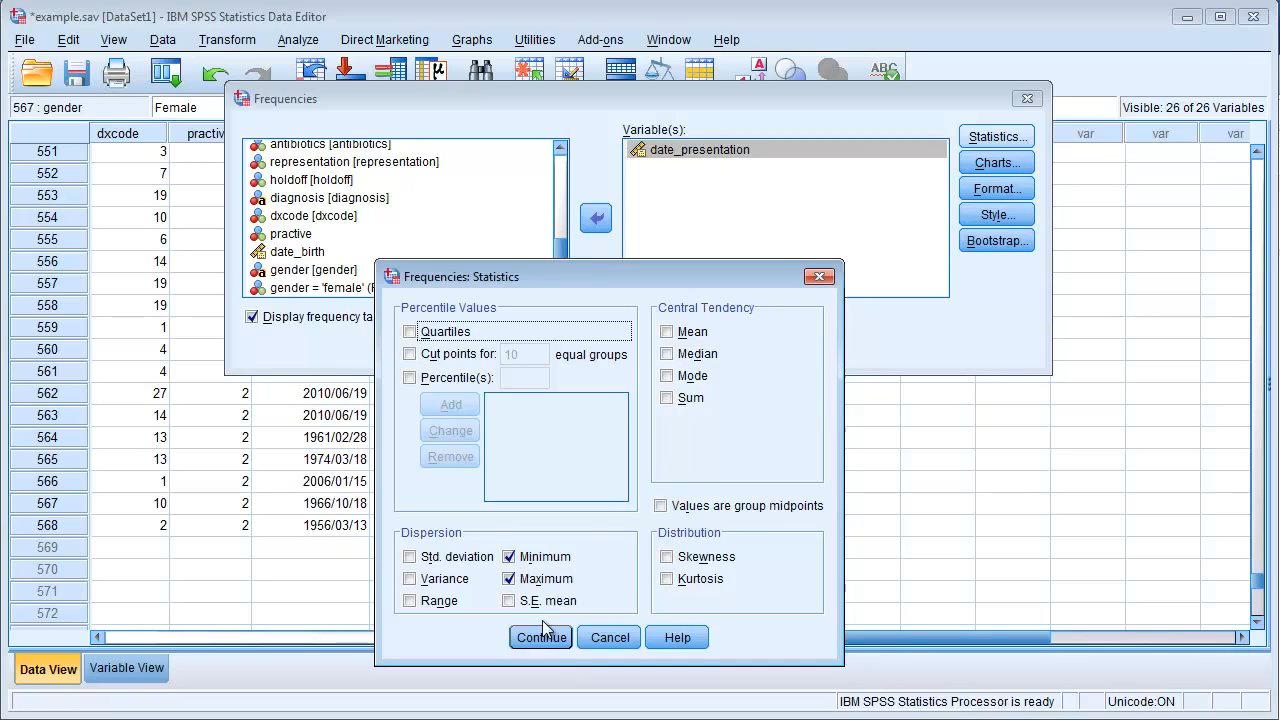 *example.sav [DataSet1] - IBM SPSS Statistics Data Editor
File Edit View Data Transform Analyze Direct Marketing Graphs Utilities Add-ons Window Help
567 : gender Female Visible: 26 of 26 Variables
Frequencies
dxcode practive var var var
Variable(s):
antibiotics [antibiotics]
representation [representation]
holdoff [holdoff]
diagnosis [diagnosis]
dxcode [dxcode]
practive
date_birth
gender [gender]
gender = 'female'
date_presentation
Statistics...
Charts...
Format...
Style...
Bootstrap...
Display frequency
551 3
552 7
553 19
554 10
555 6
556 14
557 19
558 19
559 1
560 4
561 4
562 27 2 2010/06/19
563 14 2 2010/06/19
564 13 2 1961/02/28
565 13 2 1974/03/18
566 1 2 2006/01/15
567 10 2 1966/10/18
568 2 2 1956/03/13
569
570
571
572
Frequencies: Statistics
Percentile Values
Quartiles
Cut points for: 10 equal groups
Percentile(s):
Add
Change
Remove
Central Tendency
Mean
Median
Mode
Sum
Values are group midpoints
Dispersion
Std. deviation Minimum
Variance Maximum
Range S.E. mean
Distribution
Skewness
Kurtosis
Continue Cancel Help
Data View Variable View
IBM SPSS Statistics Processor is ready Unicode:ON